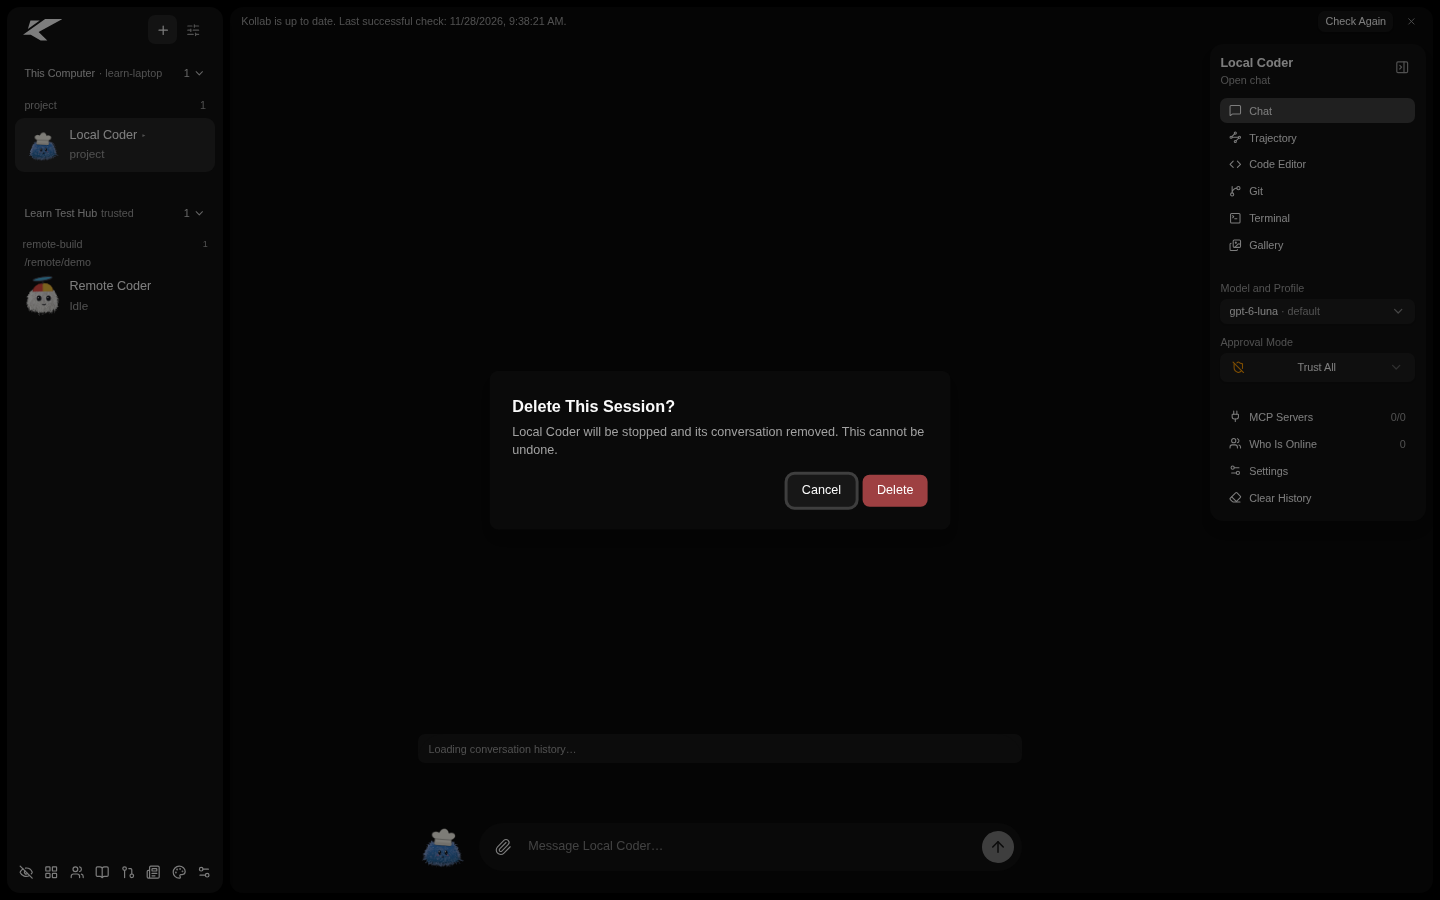 Kollab is up to date. Last successful check: 11/28/2026, 9:38:21 AM.
Check Again
This Computer · learn-laptop 1
project 1
Local Coder
project
Learn Test Hub trusted 1
remote-build 1
/remote/demo
Remote Coder
Idle
Delete This Session?
Local Coder will be stopped and its conversation removed. This cannot be
undone.
Cancel
Delete
Loading conversation history…
Message Local Coder…
Local Coder
Open chat
Chat
Trajectory
Code Editor
Git
Terminal
Gallery
Model and Profile
gpt-6-luna · default
Approval Mode
Trust All
MCP Servers 0/0
Who Is Online 0
Settings
Clear History